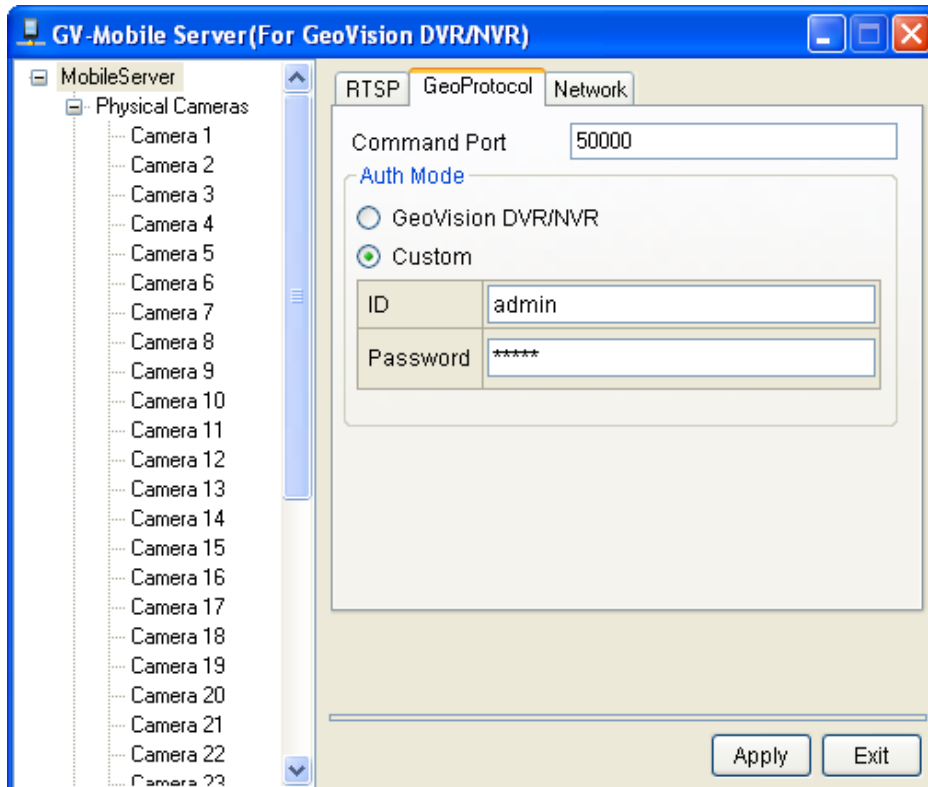 GV-Mobile Server(For GeoVision DVR/NVR)
MobileServer
Physical Cameras
Camera 1
Camera 2
Camera 3
Camera 4
Camera 5
Camera 6
Camera 7
Camera 8
Camera 9
Camera 10
Camera 11
Camera 12
Camera 13
Camera 14
Camera 15
Camera 16
Camera 17
Camera 18
Camera 19
Camera 20
Camera 21
Camera 22
Camera 23
RTSP GeoProtocol Network
Command Port 50000
Auth Mode
GeoVision DVR/NVR
Custom
ID admin
Password *****
Apply Exit